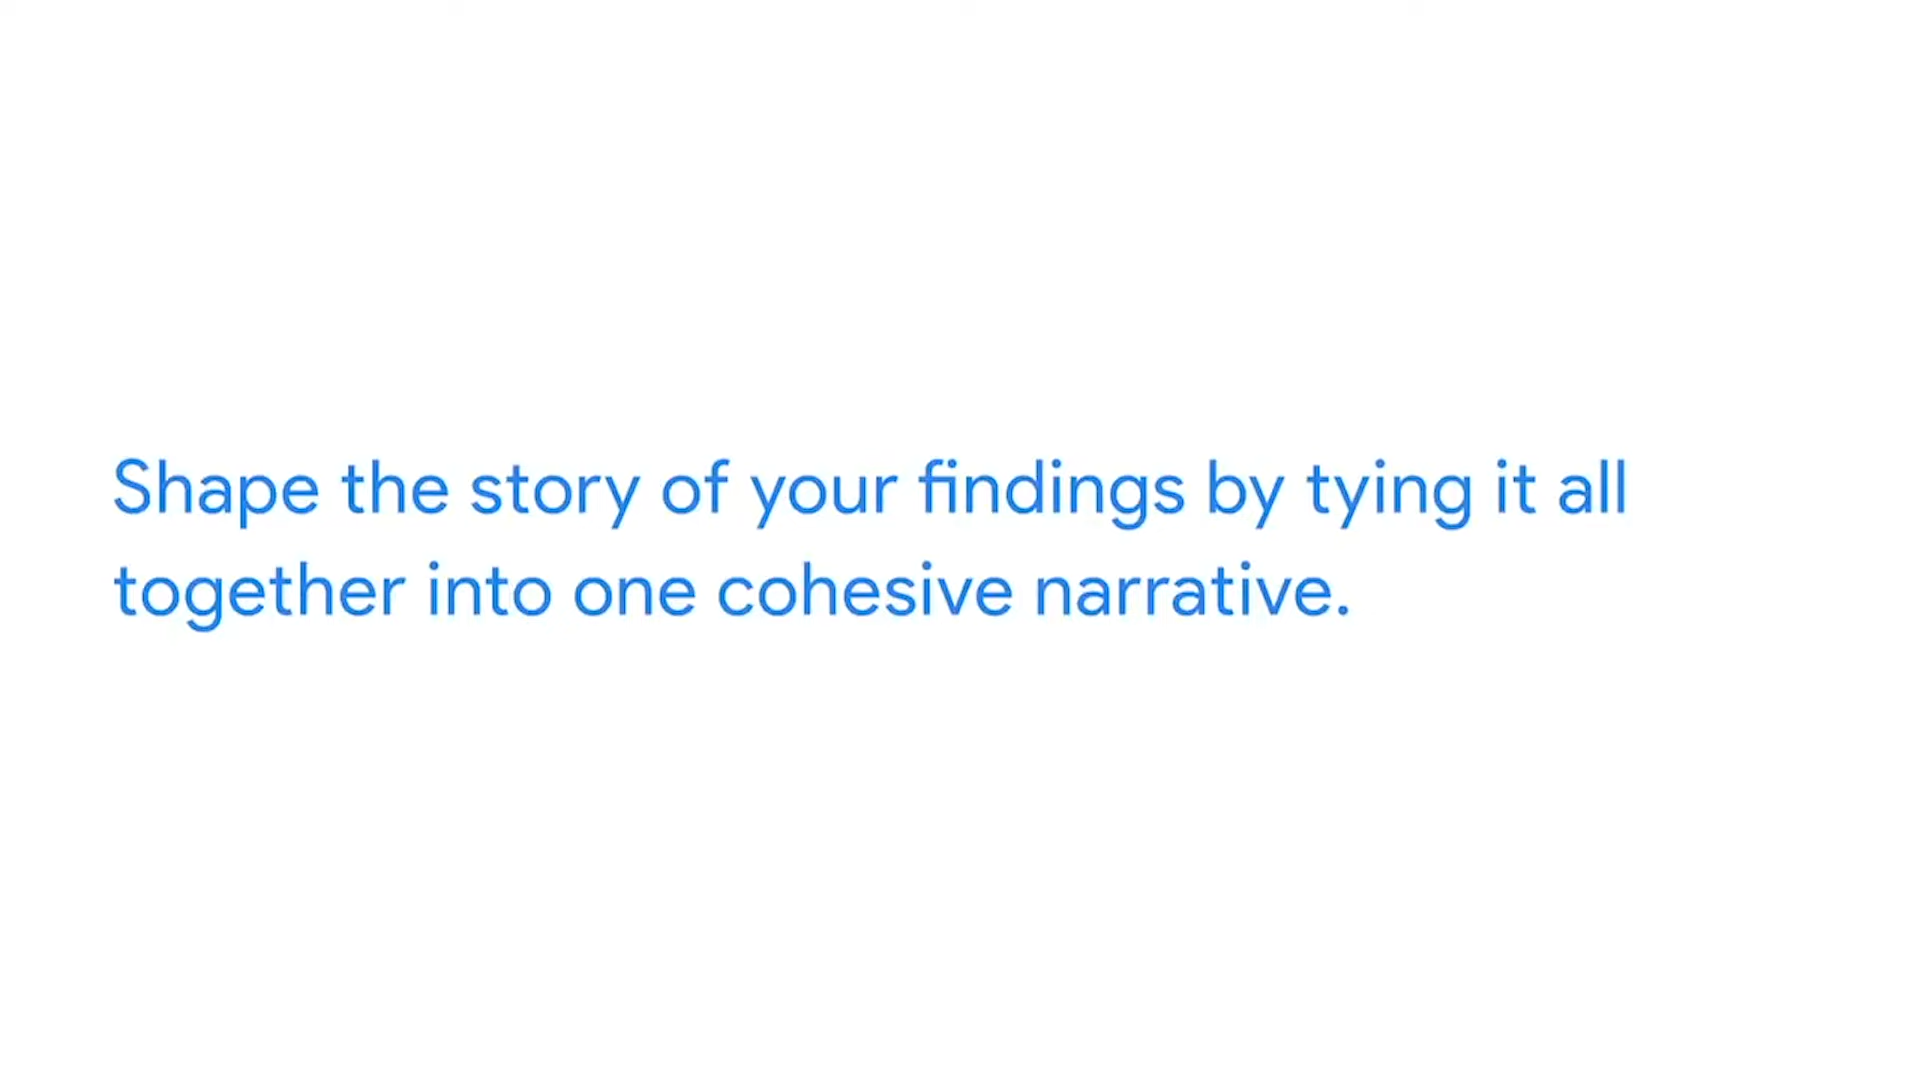 Shape the story of your findings by tying it all
together into one cohesive narrative.